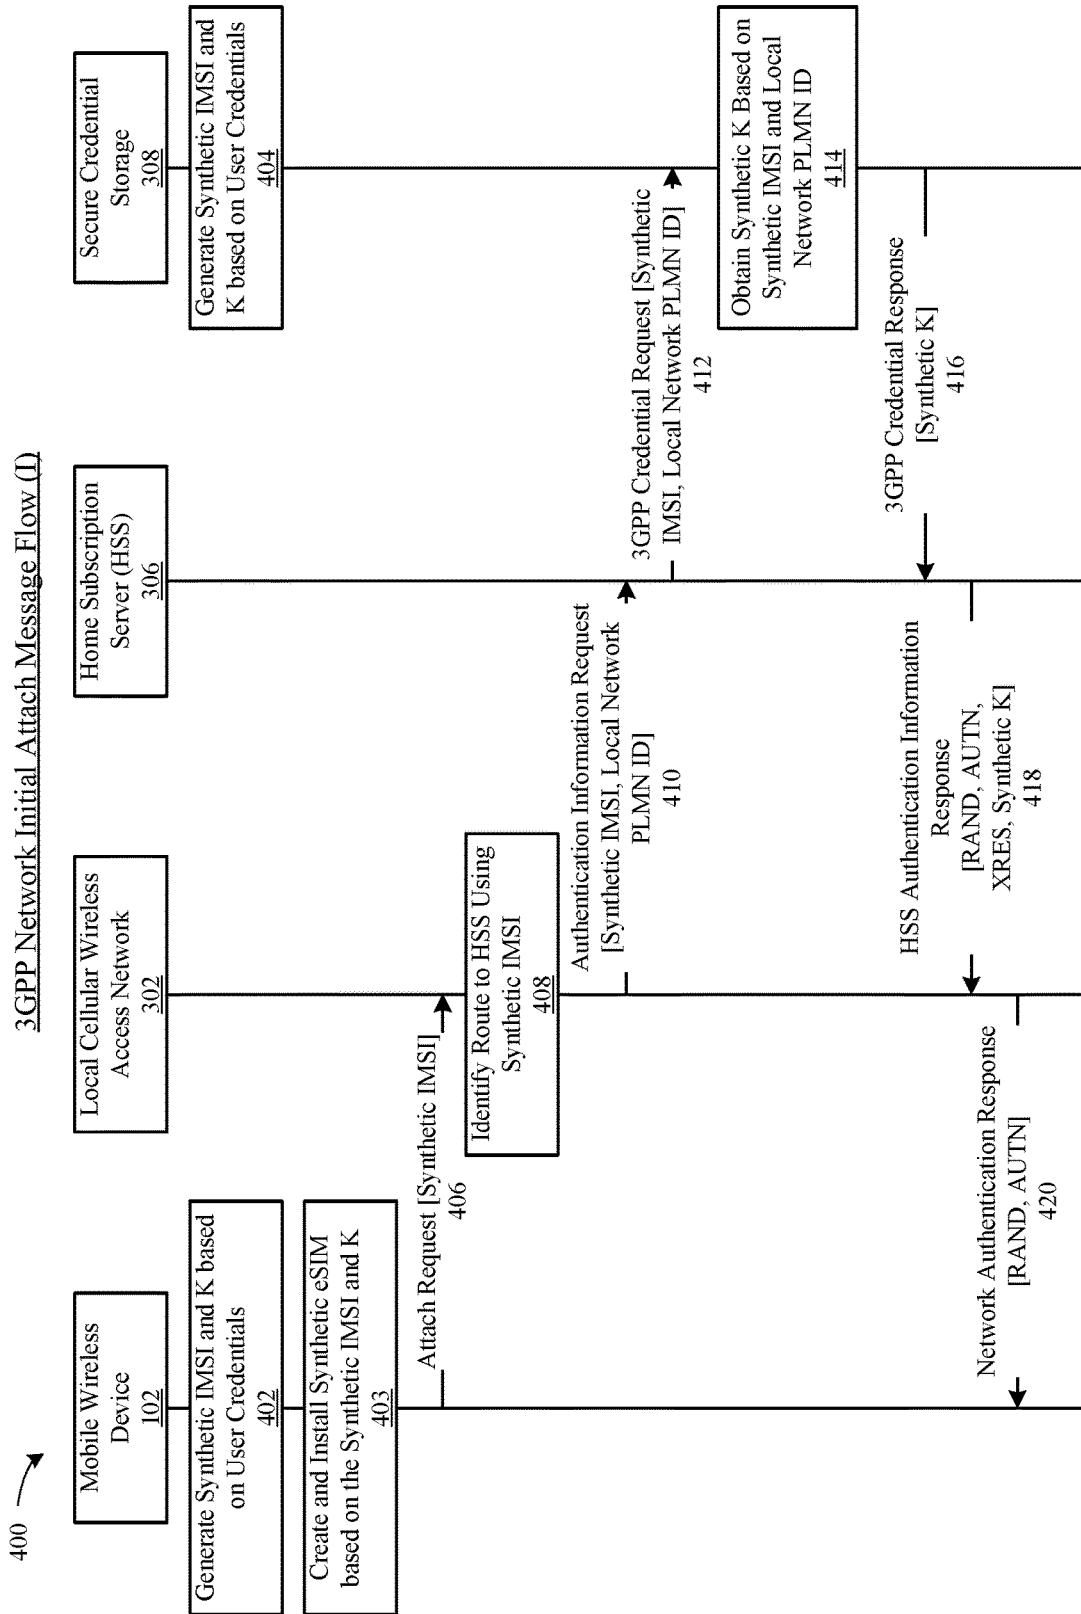 400
3GPP Network Initial Attach Message Flow (I)
Mobile Wireless
Device
102
Local Cellular Wireless
Access Network
302
Home Subscription
Server (HSS)
306
Secure Credential
Storage
308
Generate Synthetic IMSI and K based
on User Credentials
402
Generate Synthetic IMSI and
K based on User Credentials
404
Create and Install Synthetic eSIM
based on the Synthetic IMSI and K
403
Attach Request [Synthetic IMSI]
406
Identify Route to HSS Using
Synthetic IMSI
408
Authentication Information Request
[Synthetic IMSI, Local Network
PLMN ID]
410
3GPP Credential Request [Synthetic
IMSI, Local Network PLMN ID]
412
Obtain Synthetic K Based on
Synthetic IMSI and Local
Network PLMN ID
414
3GPP Credential Response
[Synthetic K]
416
HSS Authentication Information
Response
[RAND, AUTN,
XRES, Synthetic K]
418
Network Authentication Response
[RAND, AUTN]
420